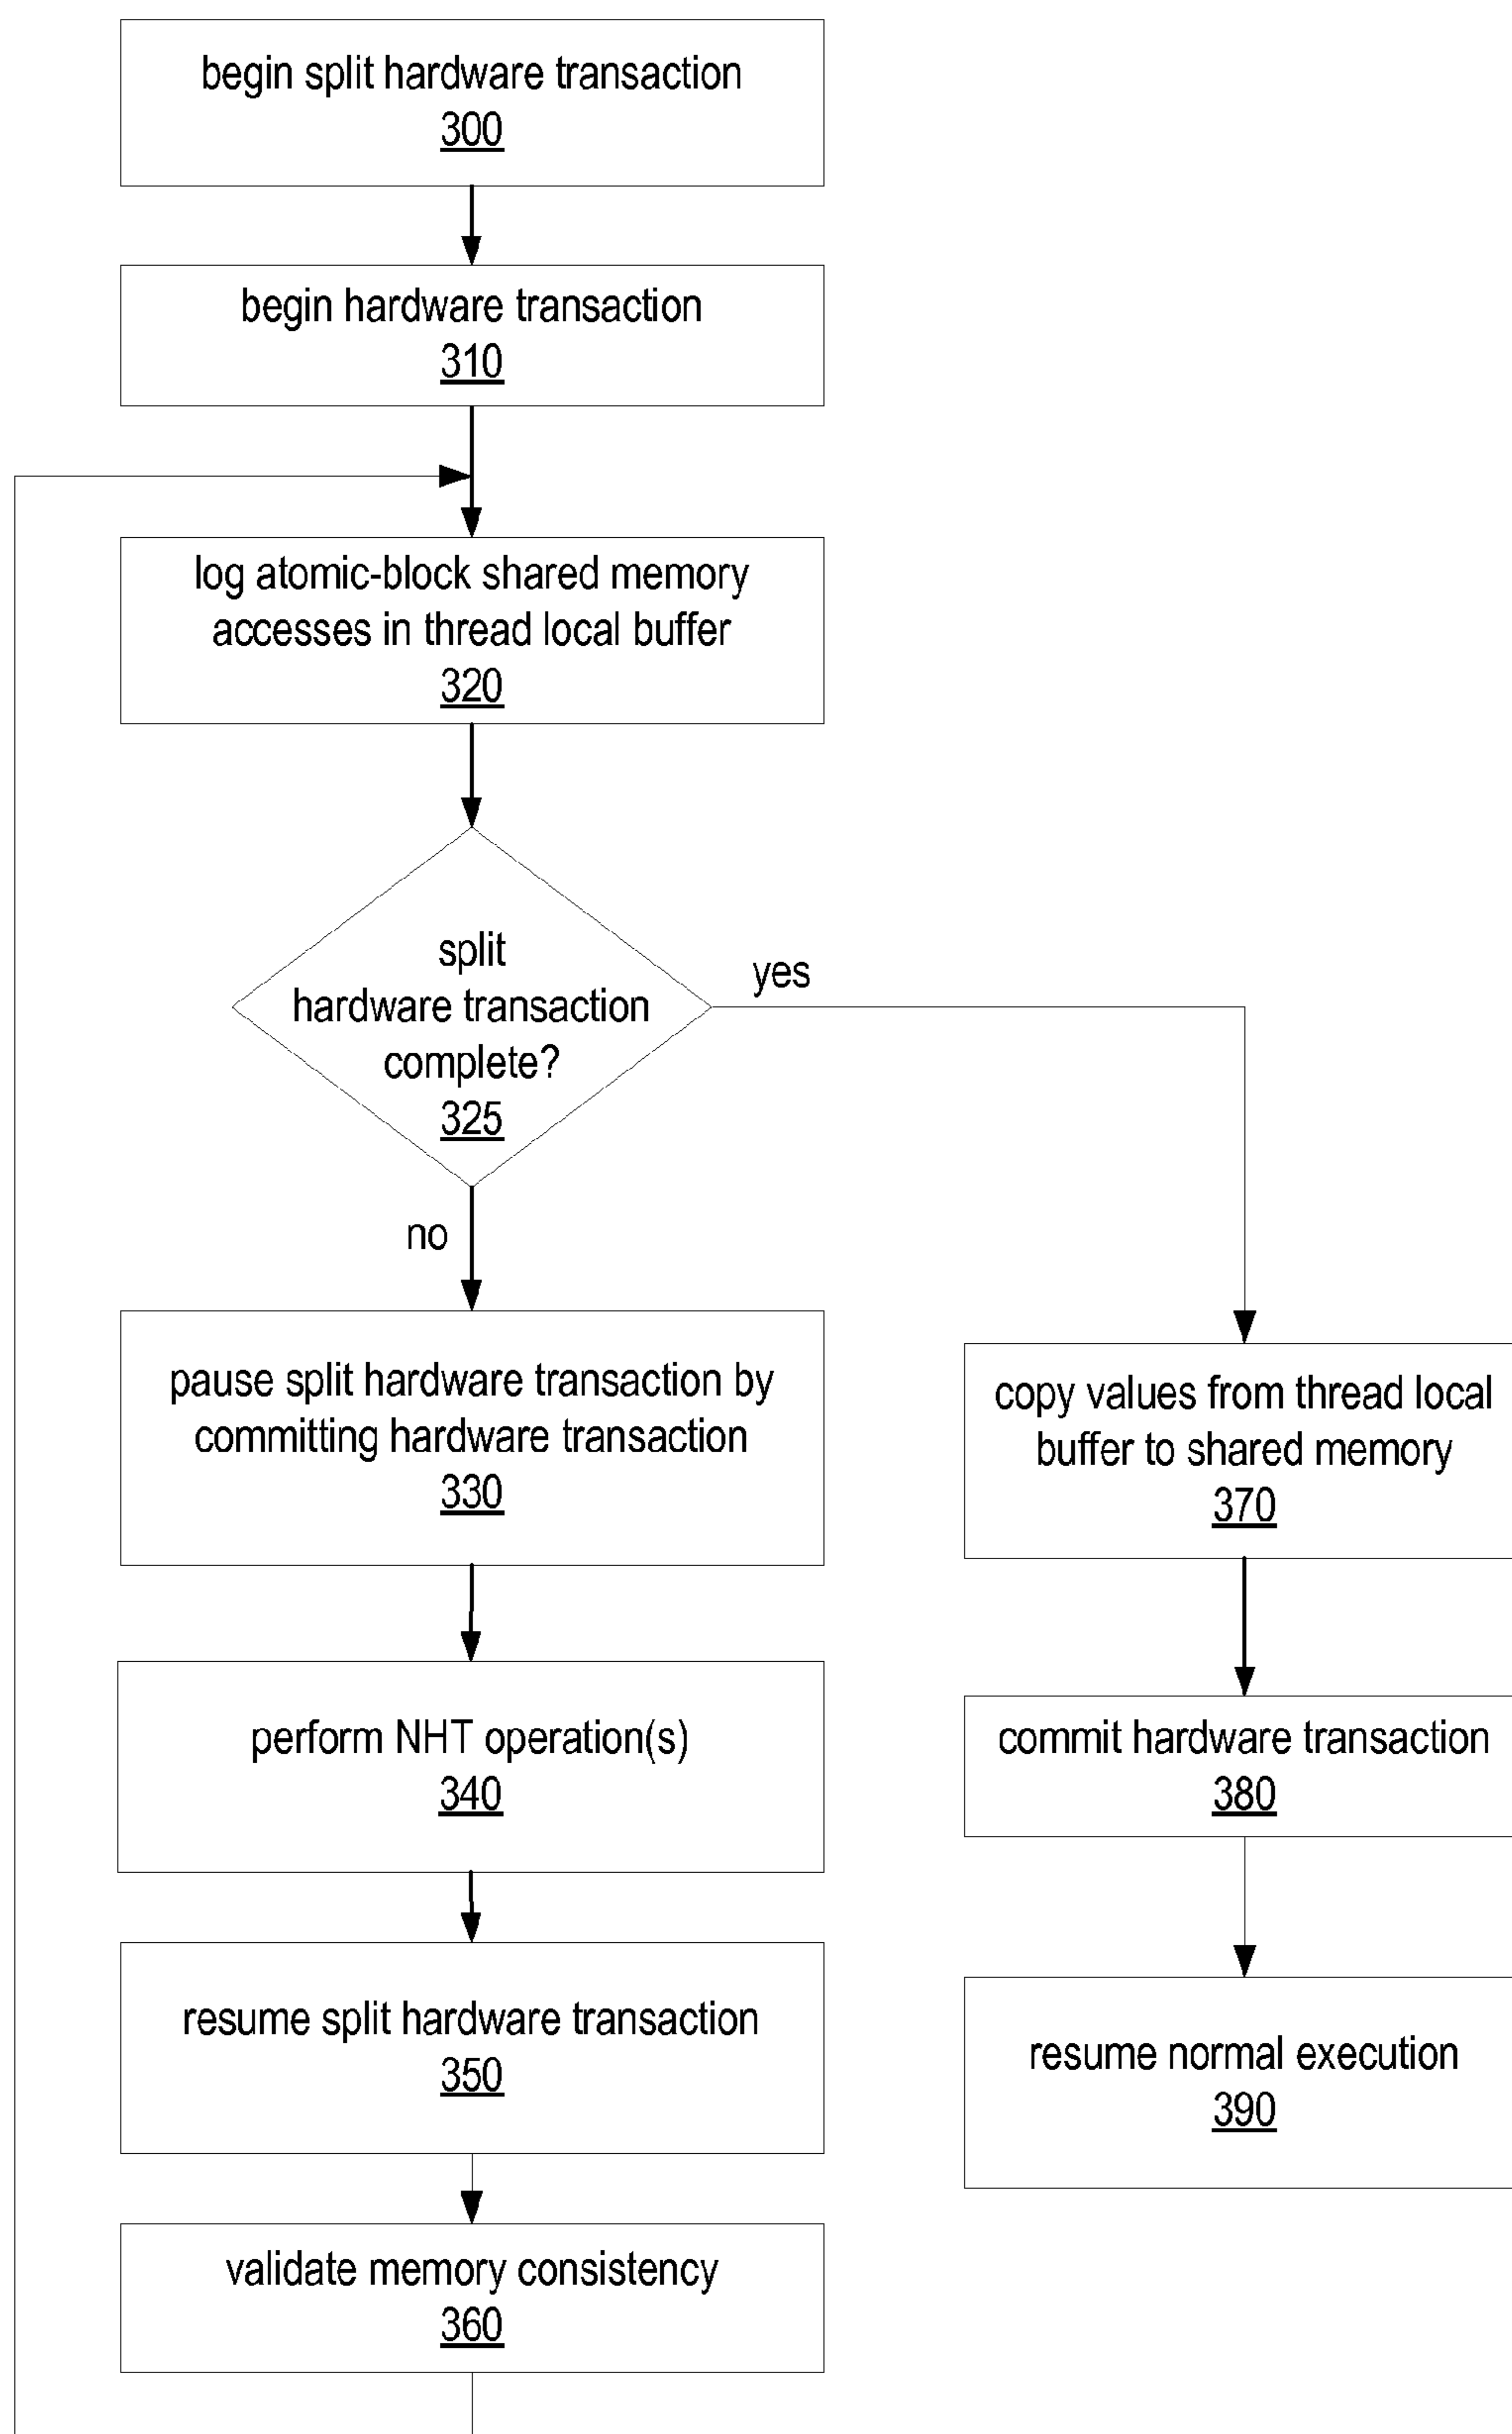 begin split hardware transaction
300
begin hardware transaction
310
log atomic-block shared memory
accesses in thread local buffer
320
split
hardware transaction
complete?
325
yes
no
pause split hardware transaction by
committing hardware transaction
330
perform NHT operation(s)
340
resume split hardware transaction
350
validate memory consistency
360
copy values from thread local
buffer to shared memory
370
commit hardware transaction
380
resume normal execution
390